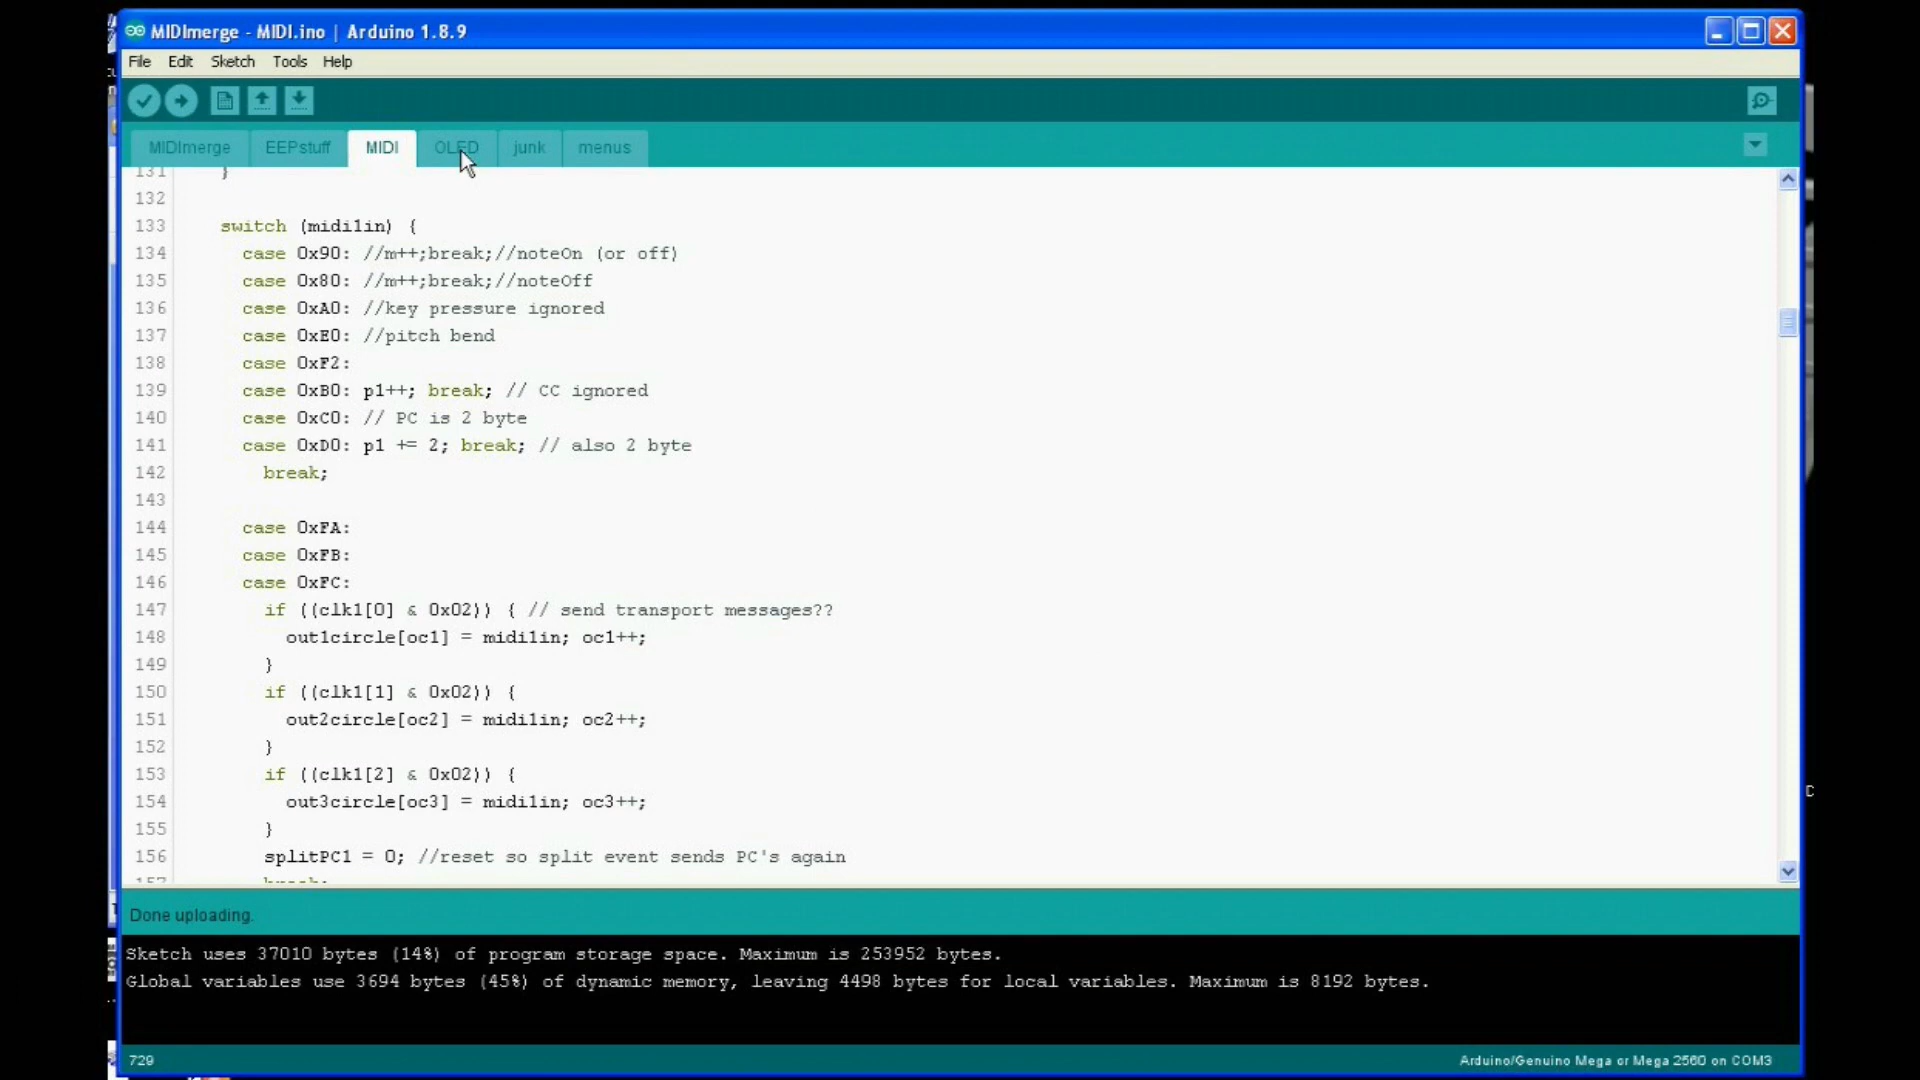 MIDImerge - MIDI.ino | Arduino 1.8.9
File Edit Sketch Tools Help
MIDImerge EEPstuff MIDI OLED junk menus
131 }
132
133 switch (midi1in) {
134 case 0x90: //m++;break;//noteOn (or off)
135 case 0x80: //m++;break;//noteOff
136 case 0xA0: //key pressure ignored
137 case 0xE0: //pitch bend
138 case 0xF2:
139 case 0xB0: p1++; break; // CC ignored
140 case 0xC0: // PC is 2 byte
141 case 0xD0: p1 += 2; break; // also 2 byte
142 break;
143
144 case 0xFA:
145 case 0xFB:
146 case 0xFC:
147 if ((clk1[0] & 0x02)) { // send transport messages??
148 out1circle[oc1] = midi1in; oc1++;
149 }
150 if ((clk1[1] & 0x02)) {
151 out2circle[oc2] = midi1in; oc2++;
152 }
153 if ((clk1[2] & 0x02)) {
154 out3circle[oc3] = midi1in; oc3++;
155 }
156 splitPC1 = 0; //reset so split event sends PC's again
157 break;
Done uploading.
Sketch uses 37010 bytes (14%) of program storage space. Maximum is 253952 bytes.
Global variables use 3694 bytes (45%) of dynamic memory, leaving 4498 bytes for local variables. Maximum is 8192 bytes.
729 Arduino/Genuino Mega or Mega 2560 on COM3